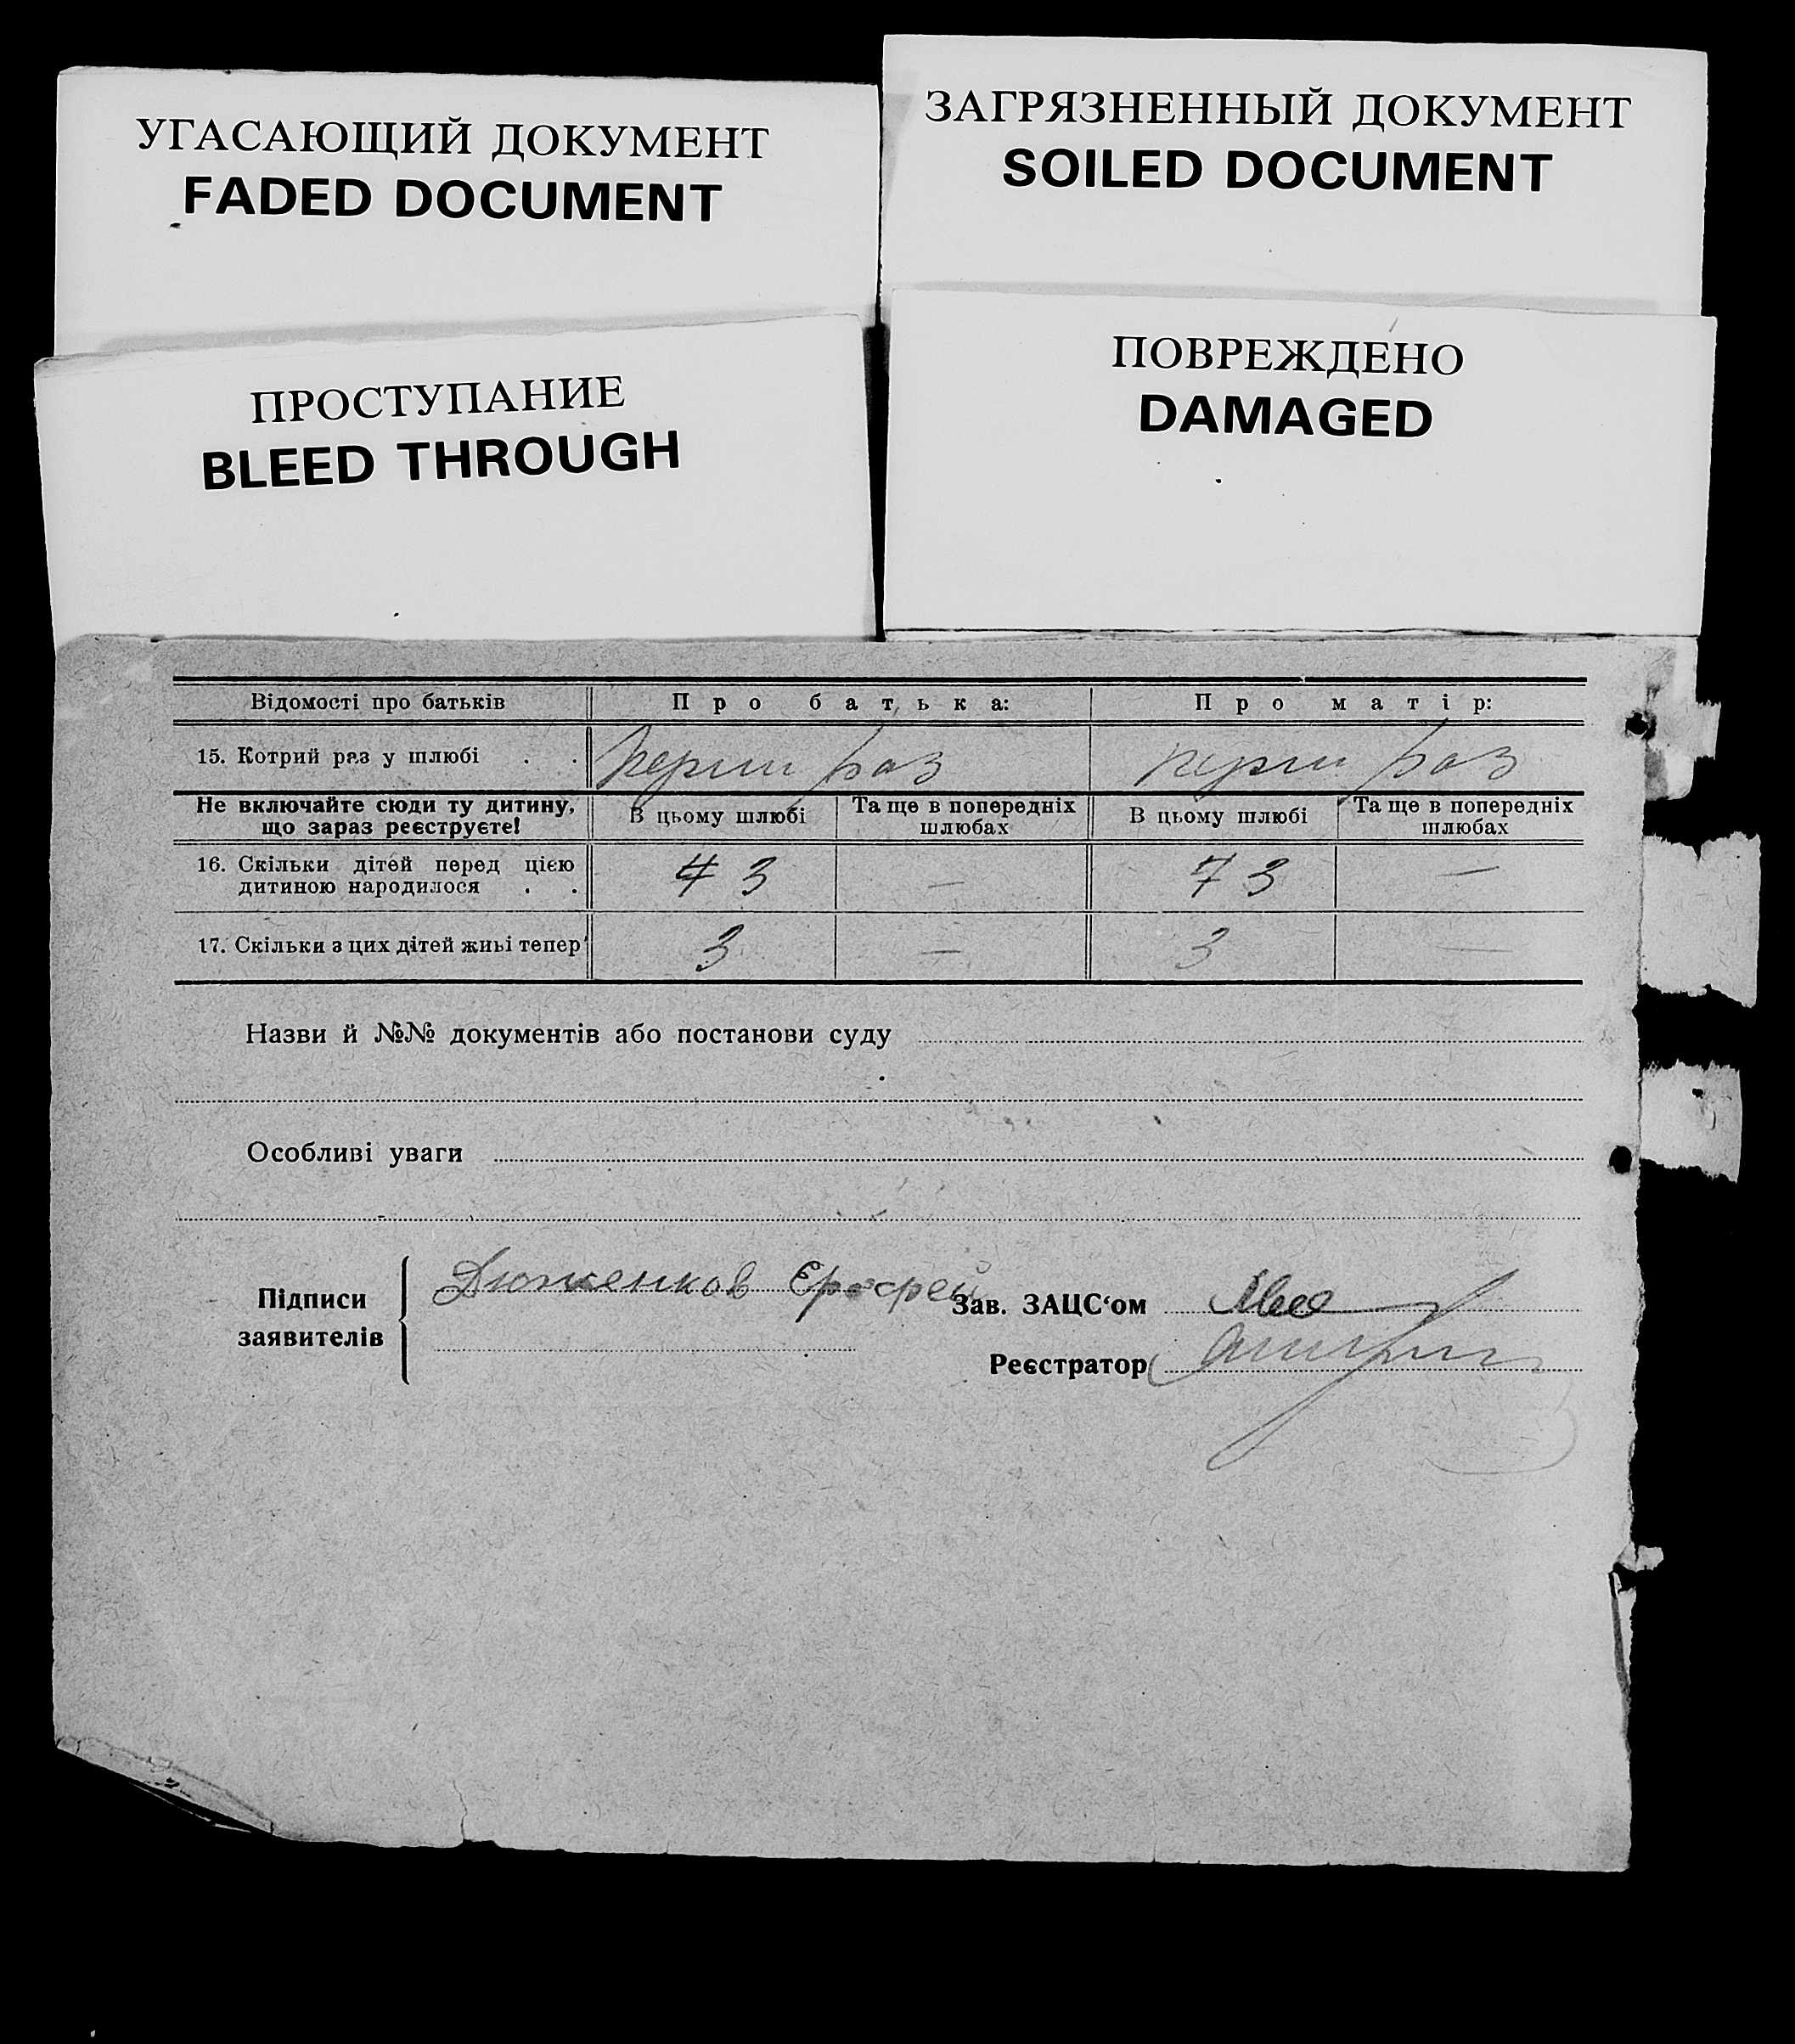 УГАСАЮЩИЙ ДОКУМЕНТ
FADED DOCUMENT
ЗАГРЯЗНЕННЫЙ ДОКУМЕНТ
SOILED DOCUMENT
ПРОСТУПАНИЕ
BLEED THROUGH
ПОВРЕЖДЕНО
DAMAGED
Відомості про батьків Про батька: Про матір:
15. Котрий раз у шлюбі . . перши раз перши раз
Не включайте сюди ту дитину, що зараз реєструєте! В цьому шлюбі Та ще в попередніх шлюбах В цьому шлюбі Та ще в попередніх шлюбах
16. Скільки дітей перед цією
дитиною народилося . . 4 3 — 7 3 —
17. Скільки з цих дітей живі тепер 3 — 3 —
Назви й №№ документів або постанови суду
Особливі уваги
Підписи заявителів Дюженков Єрофей
Зав. ЗАЦС'ом
Реєстратор